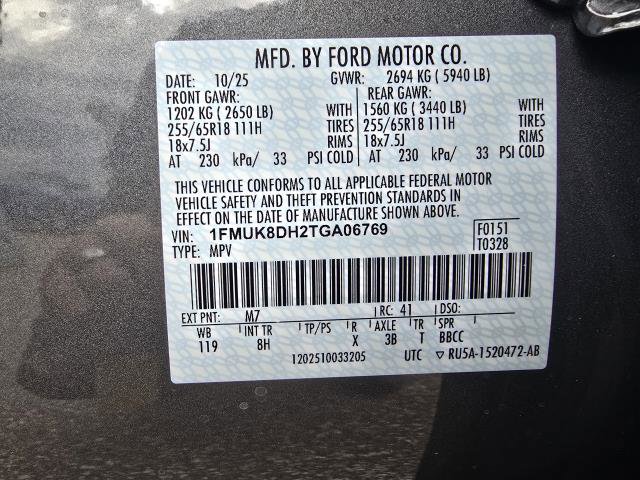 MFD. BY FORD MOTOR CO.
DATE: 10/25 GVWR: 2694 KG ( 5940 LB)
FRONT GAWR: REAR GAWR:
1202 KG ( 2650 LB) WITH 1560 KG ( 3440 LB) WITH
255/65R18 111H TIRES 255/65R18 111H TIRES
18x7.5J RIMS 18x7.5J RIMS
AT 230 kPa/ 33 PSI COLD AT 230 kPa/ 33 PSI COLD
THIS VEHICLE CONFORMS TO ALL APPLICABLE FEDERAL MOTOR
VEHICLE SAFETY AND THEFT PREVENTION STANDARDS IN
EFFECT ON THE DATE OF MANUFACTURE SHOWN ABOVE.
VIN: 1FMUK8DH2TGA06769 F0151
TYPE: MPV T0328
EXT PNT: M7 RC: 41 DSO:
WB INT TR TP/PS R AXLE TR SPR
119 8H X 3B T BBCC
1202510033205 UTC ▽ RU5A-1520472-AB